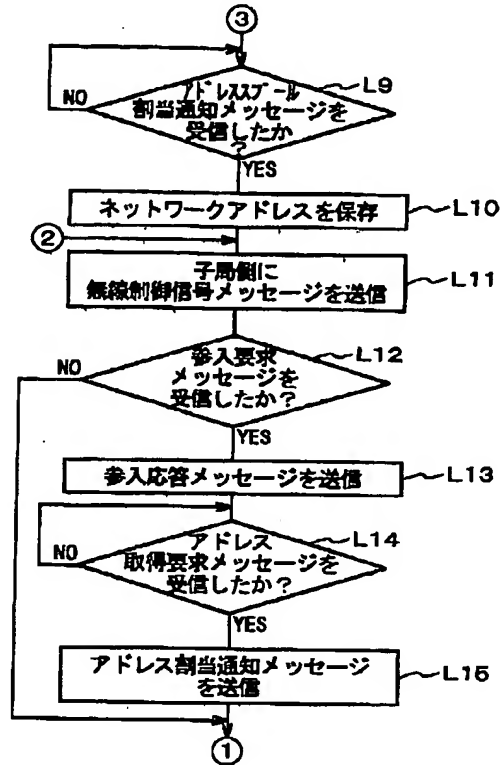 ③
アドレススプール
割当通知メッセージを
受信したか
?
L9
NO
YES
ネットワークアドレスを保存
L10
②
子局側に
無線制御信号メッセージを送信
L11
参入要求
メッセージを
受信したか?
L12
NO
YES
参入応答メッセージを送信
L13
アドレス
取得要求メッセージを
受信したか?
L14
NO
YES
アドレス割当通知メッセージ
を送信
L15
①